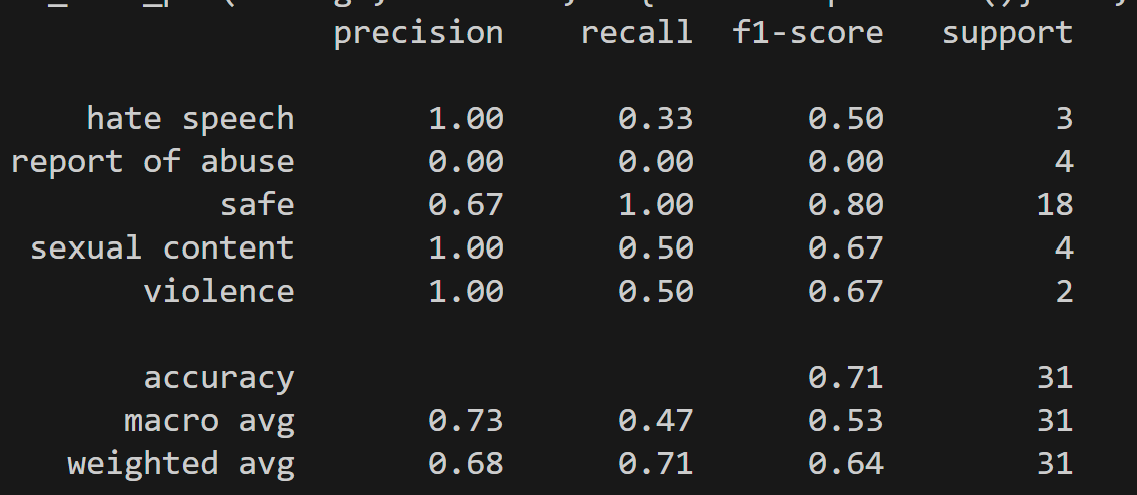 precision recall f1-score support
hate speech 1.00 0.33 0.50 3
report of abuse 0.00 0.00 0.00 4
safe 0.67 1.00 0.80 18
sexual content 1.00 0.50 0.67 4
violence 1.00 0.50 0.67 2
accuracy 0.71 31
macro avg 0.73 0.47 0.53 31
weighted avg 0.68 0.71 0.64 31